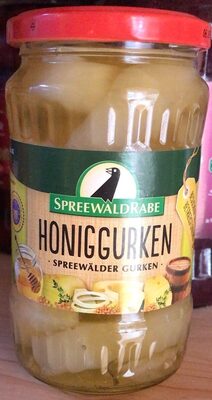 SPREEWALDRABE
HONIGGURKEN
· SPREEWÄLDER GURKEN ·